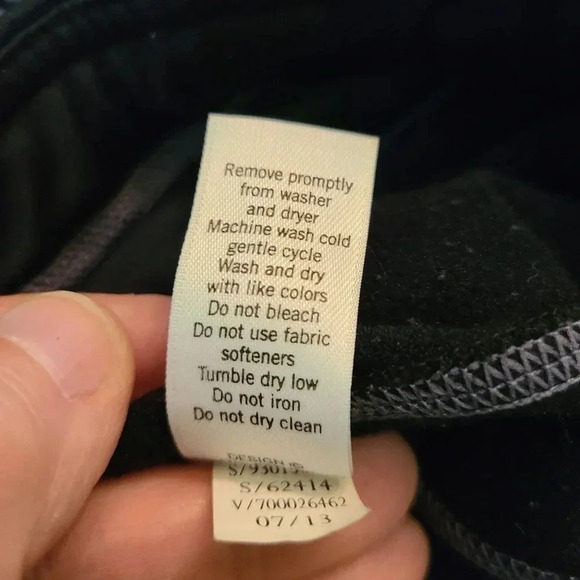 Remove promptly
from washer
and dryer
Machine wash cold
gentle cycle
Wash and dry
with like colors
Do not bleach
Do not use fabric
softeners
Tumble dry low
Do not iron
Do not dry clean
DESIGN
S/62414
V/700026462
07/13